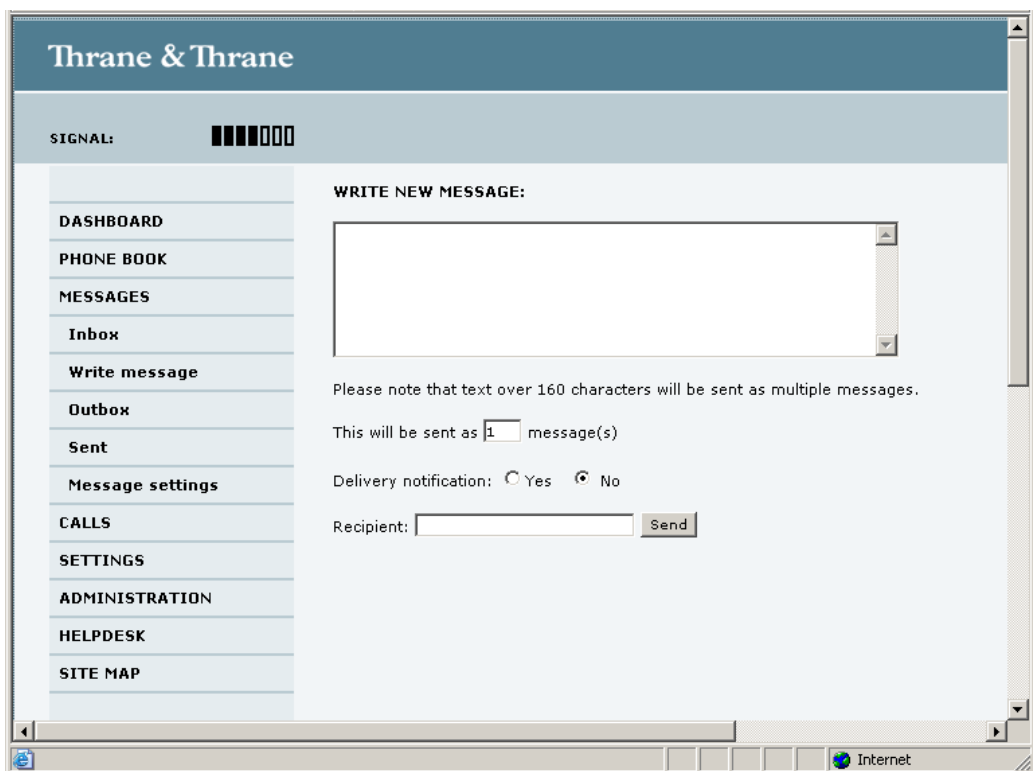 Thrane & Thrane
SIGNAL:
DASHBOARD
PHONE BOOK
MESSAGES
Inbox
Write message
Outbox
Sent
Message settings
CALLS
SETTINGS
ADMINISTRATION
HELPDESK
SITE MAP
WRITE NEW MESSAGE:
Please note that text over 160 characters will be sent as multiple messages.
This will be sent as 1 message(s)
Delivery notification: Yes No
Recipient: Send
Internet